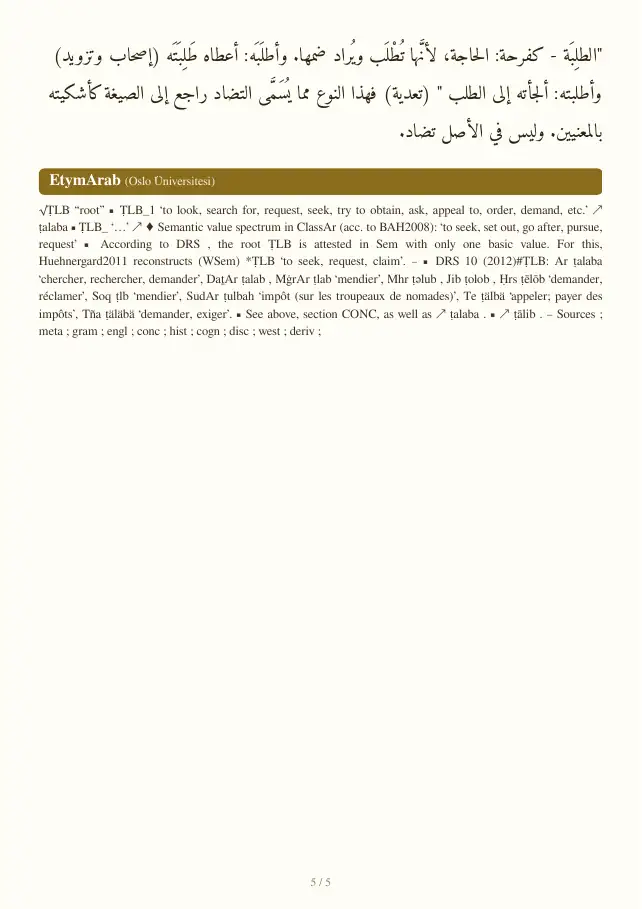 "الطلِبَة - كفرحة: الحاجة، لأنَّها تُطْلَب ويُراد ضمها. وأطلَبَه: أعطاه طَلِبَتَه (إصحاب وتزويد)
وأطلبته: ألجأته إلى الطلب " (تعدية) فهذا النوع مما يُسَمَّى التضاد راجع إلى الصيغة كأشكيته
بالمعنيين. وليس في الأصل تضاد.
EtymArab (Oslo Üniversitesi)
√ṬLB “root” ▪ ṬLB_1 ‘to look, search for, request, seek, try to obtain, ask, appeal to, order, demand, etc.’ ↗
ṭalaba ▪ ṬLB_ ‘…’ ↗ ♦ Semantic value spectrum in ClassAr (acc. to BAH2008): ‘to seek, set out, go after, pursue,
request’ ▪ According to DRS , the root ṬLB is attested in Sem with only one basic value. For this,
Huehnergard2011 reconstructs (WSem) *ṬLB ‘to seek, request, claim’. – ▪ DRS 10 (2012)#ṬLB: Ar ṭalaba
‘chercher, rechercher, demander’, DaṯAr ṭalab , MġrAr ṭlab ‘mendier’, Mhr ṭəlub , Jib ṭolob , Ḥrs ṭēlōb ‘demander,
réclamer’, Soq ṭlb ‘mendier’, SudAr ṭulbah ‘impôt (sur les troupeaux de nomades)’, Te ṭälbä ‘appeler; payer des
impôts’, Tña ṭäläbä ‘demander, exiger’. ▪ See above, section CONC, as well as ↗ ṭalaba . ▪ ↗ ṭālib . – Sources ;
meta ; gram ; engl ; conc ; hist ; cogn ; disc ; west ; deriv ;
5 / 5